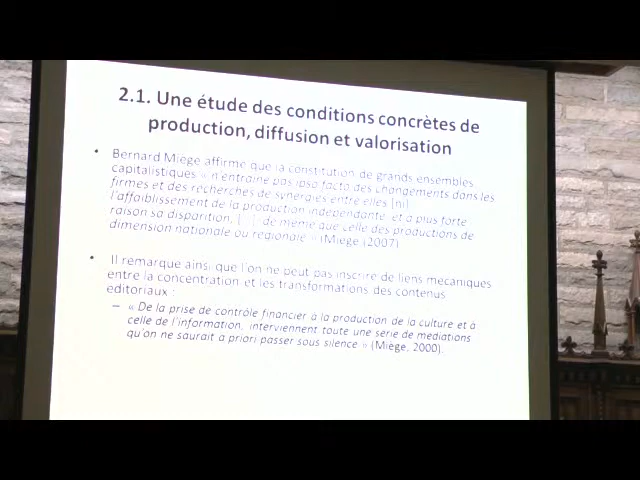 2.1. Une étude des conditions concrètes de
production, diffusion et valorisation
• Bernard Miège affirme que la constitution de grands ensembles
capitalistiques « n'entraîne pas ipso facto des changements dans les
firmes et des recherches de synergies entre elles [ni]
l'affaiblissement de la production indépendante, et a plus forte
raison sa disparition, [...] de même que celle des productions de
dimension nationale ou régionale » (Miège (2007)
• Il remarque ainsi que l'on ne peut pas inscrire de liens mécaniques
entre la concentration et les transformations des contenus
éditoriaux :
– « De la prise de contrôle financier à la production de la culture et à
celle de l'information, interviennent toute une série de médiations
qu'on ne saurait a priori passer sous silence » (Miège, 2000).